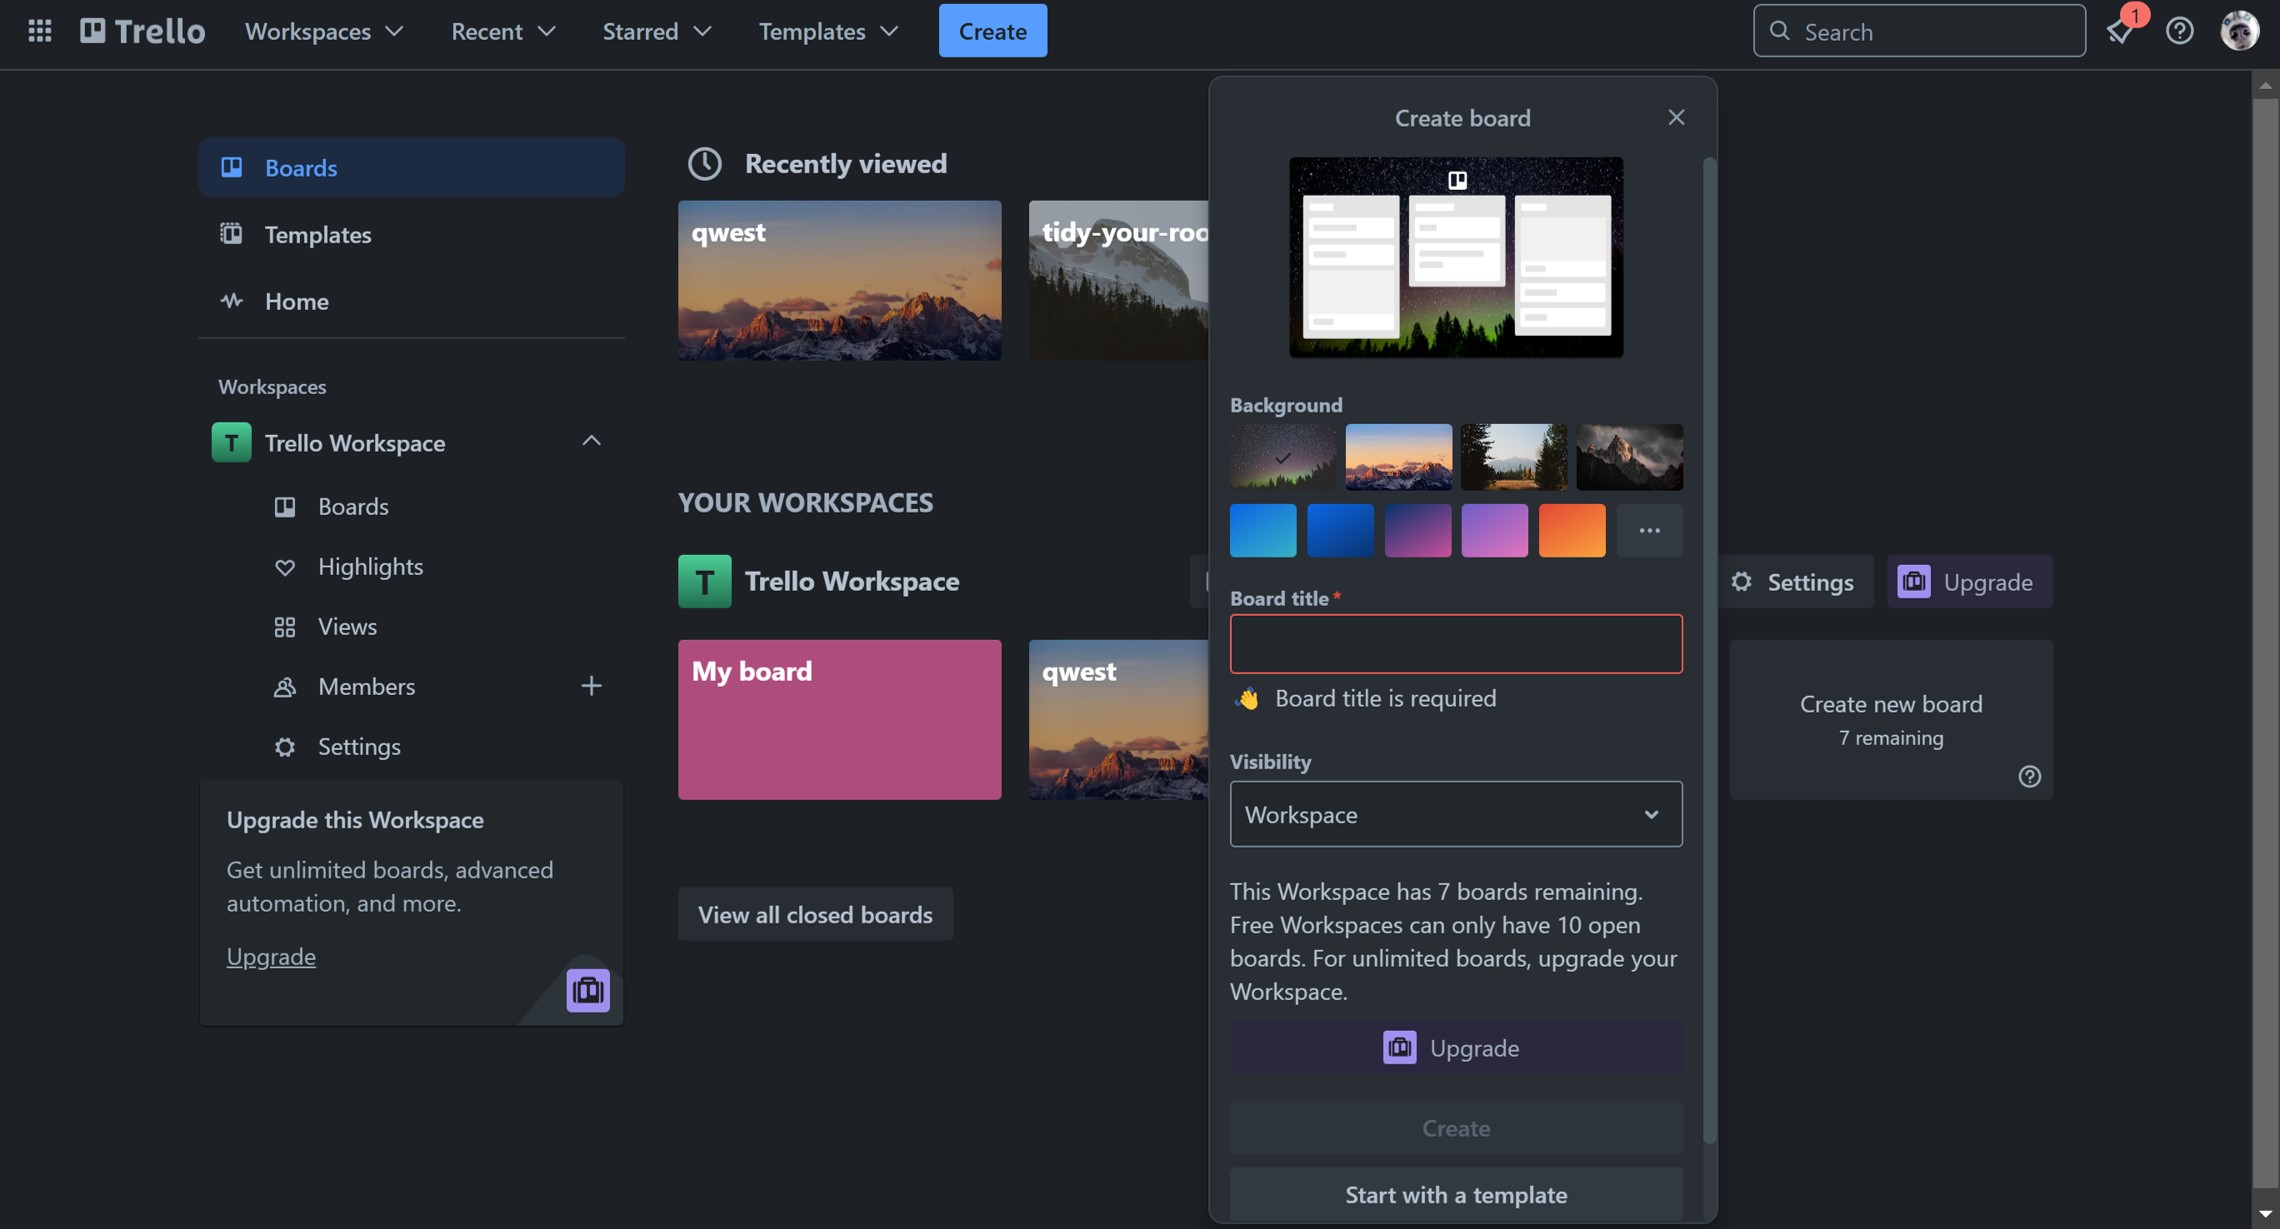 Trello
Workspaces
Recent
Starred
Templates
Create
Search
1
Boards
Templates
Home
Workspaces
T
Trello Workspace
Boards
Highlights
Views
Members
Settings
Upgrade this Workspace
Get unlimited boards, advanced
automation, and more.
Upgrade
Recently viewed
qwest
tidy-your-roo
YOUR WORKSPACES
T
Trello Workspace
Settings
Upgrade
My board
qwest
Create new board
7 remaining
View all closed boards
Create board
Background
Board title*
👋 Board title is required
Visibility
Workspace
This Workspace has 7 boards remaining.
Free Workspaces can only have 10 open
boards. For unlimited boards, upgrade your
Workspace.
Upgrade
Create
Start with a template